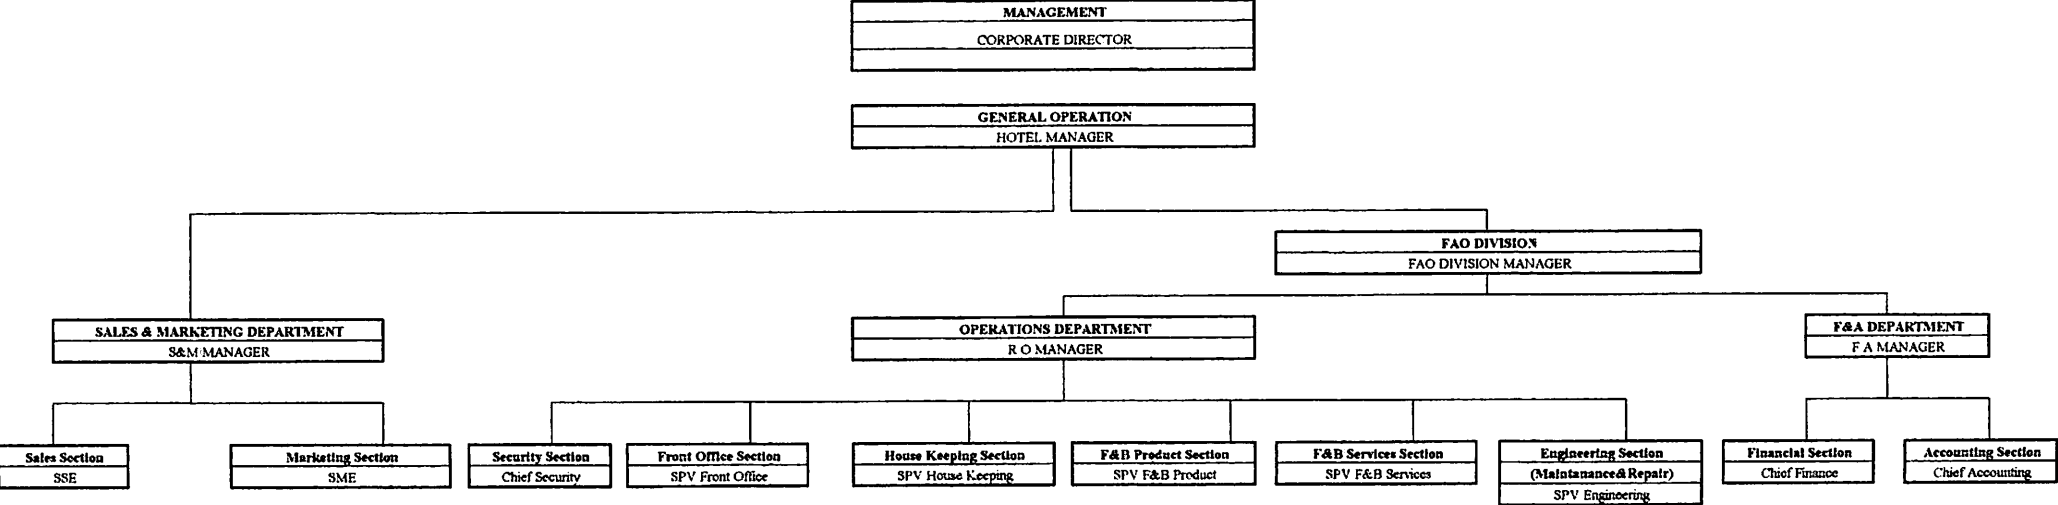 MANAGEMENT
CORPORATE DIRECTOR
GENERAL OPERATION
HOTEL MANAGER
FAO DIVISION
FAO DIVISION MANAGER
SALES & MARKETING DEPARTMENT
S&M MANAGER
OPERATIONS DEPARTMENT
R O MANAGER
F&A DEPARTMENT
F A MANAGER
Sales Section
SSE
Marketing Section
SME
Security Section
Chief Security
Front Office Section
SPV Front Office
House Keeping Section
SPV House Keeping
F&B Product Section
SPV F&B Product
F&B Services Section
SPV F&B Services
Engineering Section
(Maintanance&Repair)
SPV Engineering
Financial Section
Chief Finance
Accounting Section
Chief Accounting